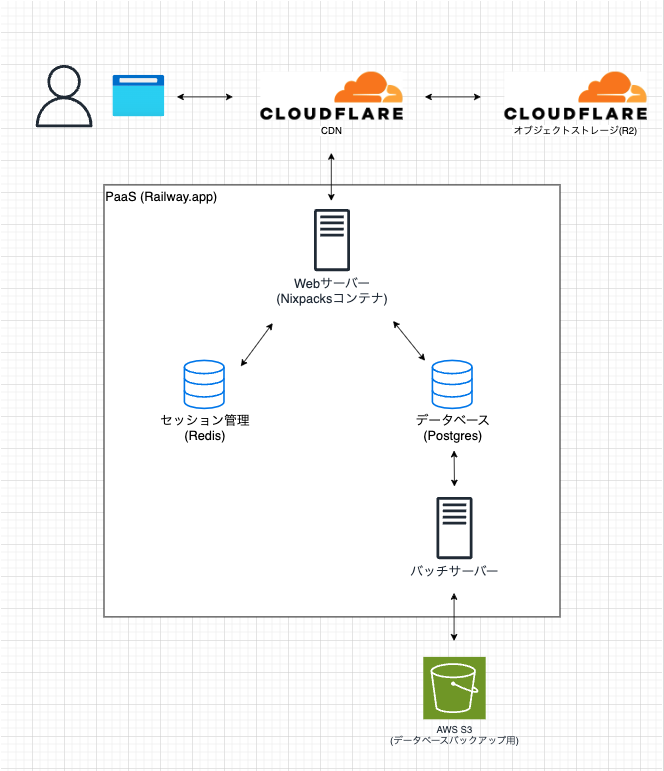 CLOUDFLARE
CDN
CLOUDFLARE
オブジェクトストレージ(R2)
PaaS (Railway.app)
Webサーバー
(Nixpacksコンテナ)
セッション管理
(Redis)
データベース
(Postgres)
バッチサーバー
AWS S3
(データベースバックアップ用)